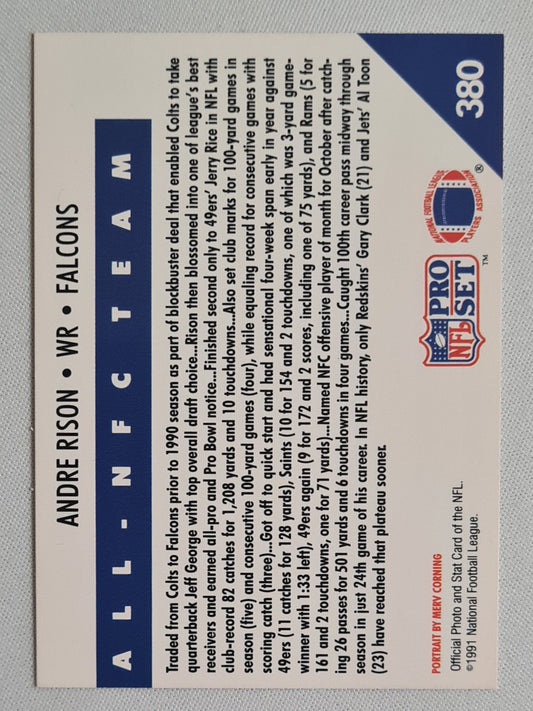 ANDRE RISON • WR • FALCONS
ALL-NFC TEAM
Traded from Colts to Falcons prior to 1990 season as part of blockbuster deal that enabled Colts to take
quarterback Jeff George with top overall draft choice...Rison then blossomed into one of league's best
receivers and earned all-pro and Pro Bowl notice...Finished second only to 49ers' Jerry Rice in NFL with
club-record 82 catches for 1,208 yards and 10 touchdowns...Also set club marks for 100-yard games in
season (five) and consecutive 100-yard games (four), while equaling record for consecutive games with
scoring catch (three)...Got off to quick start and had sensational four-week span early in year against
49ers (11 catches for 128 yards), Saints (10 for 154 and 2 touchdowns, one of which was 3-yard game-
winner with 1:33 left), 49ers again (9 for 172 and 2 scores, including one of 75 yards), and Rams (5 for
161 and 2 touchdowns, one for 71 yards)...Named NFC offensive player of month for October after catch-
ing 26 passes for 501 yards and 6 touchdowns in four games...Caught 100th career pass midway through
season in just 24th game of his career. In NFL history, only Redskins' Gary Clark (21) and Jets' Al Toon
(23) have reached that plateau sooner.
PORTRAIT BY MERV CORNING
Official Photo and Stat Card of the NFL.
©1991 National Football League.
PRO
NFL SET
™
NATIONAL FOOTBALL LEAGUE
PLAYERS ASSOCIATION
®
380